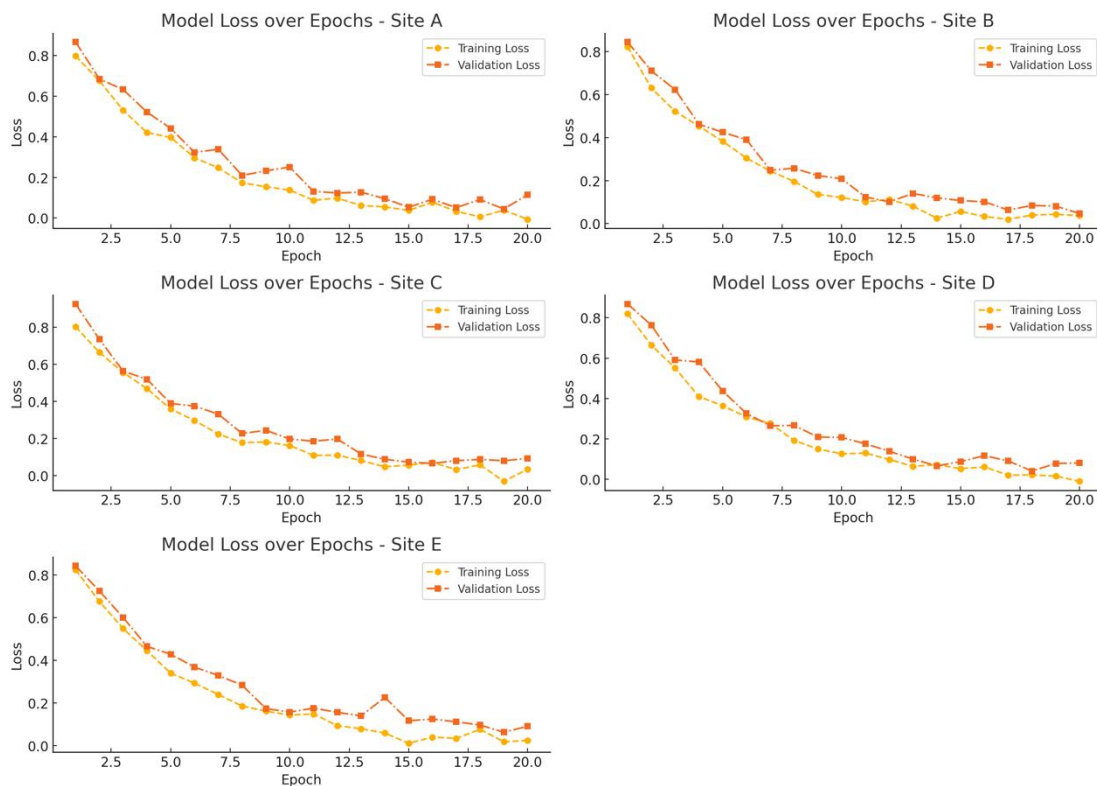 Model Loss over Epochs - Site A
Training Loss
Validation Loss
Loss
0.8
0.6
0.4
0.2
0.0
2.5 5.0 7.5 10.0 12.5 15.0 17.5 20.0
Epoch
Model Loss over Epochs - Site B
Training Loss
Validation Loss
Loss
0.8
0.6
0.4
0.2
0.0
2.5 5.0 7.5 10.0 12.5 15.0 17.5 20.0
Epoch
Model Loss over Epochs - Site C
Training Loss
Validation Loss
Loss
0.8
0.6
0.4
0.2
0.0
2.5 5.0 7.5 10.0 12.5 15.0 17.5 20.0
Epoch
Model Loss over Epochs - Site D
Training Loss
Validation Loss
Loss
0.8
0.6
0.4
0.2
0.0
2.5 5.0 7.5 10.0 12.5 15.0 17.5 20.0
Epoch
Model Loss over Epochs - Site E
Training Loss
Validation Loss
Loss
0.8
0.6
0.4
0.2
0.0
2.5 5.0 7.5 10.0 12.5 15.0 17.5 20.0
Epoch